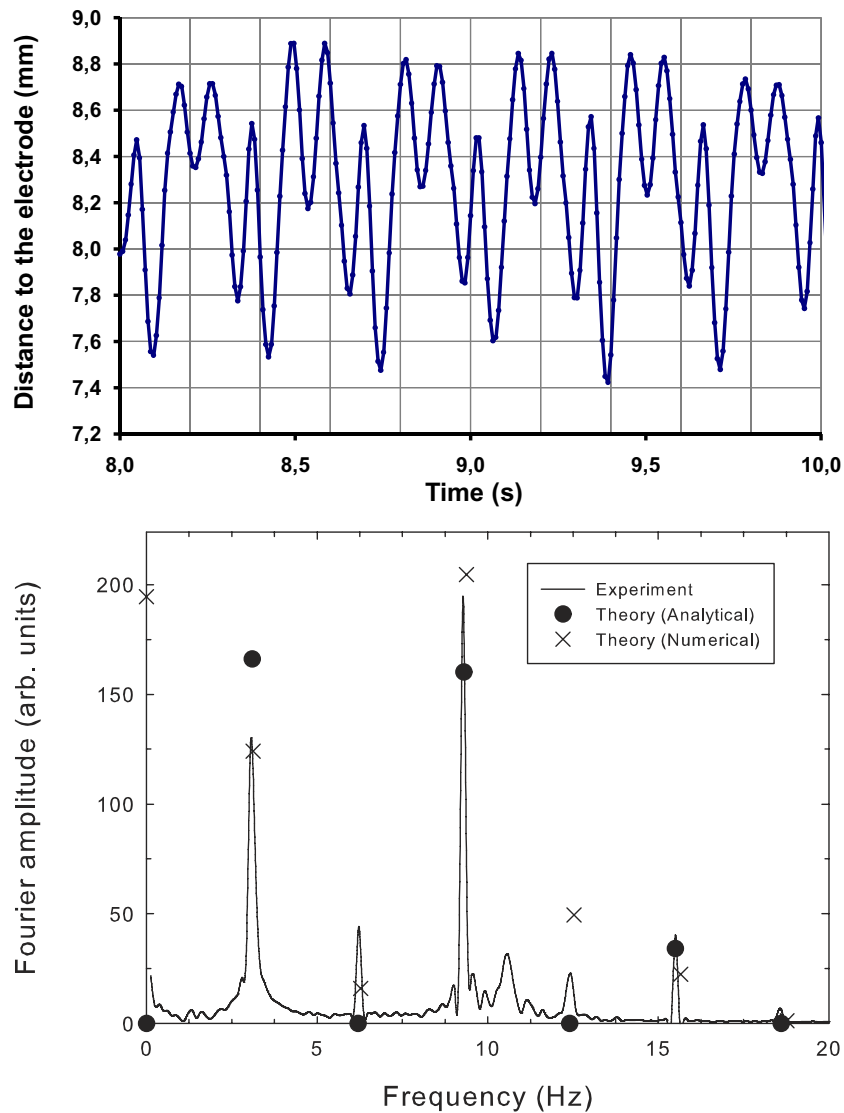 9,0
8,8
8,6
8,4
8,2
8,0
7,8
7,6
7,4
7,2
Distance to the electrode (mm)
8,0 8,5 9,0 9,5 10,0
Time (s)
200
150
100
50
0
Fourier amplitude (arb. units)
Experiment
Theory (Analytical)
Theory (Numerical)
0 5 10 15 20
Frequency (Hz)